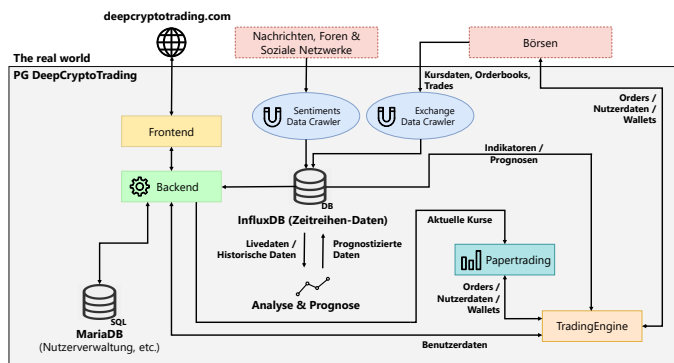 deepcryptotrading.com
Nachrichten, Foren &
Soziale Netzwerke
Börsen
The real world
PG DeepCryptoTrading
Kursdaten, Orderbooks,
Trades
Sentiments
Data Crawler
Exchange
Data Crawler
Orders /
Nutzerdaten /
Wallets
Frontend
Indikatoren /
Prognosen
Backend
DB
InfluxDB (Zeitreihen-Daten)
Aktuelle Kurse
Livedaten /
Historische Daten
Prognostizierte
Daten
Papertrading
Analyse & Prognose
Orders /
Nutzerdaten /
Wallets
SQL
MariaDB
(Nutzerverwaltung, etc.)
TradingEngine
Benutzerdaten